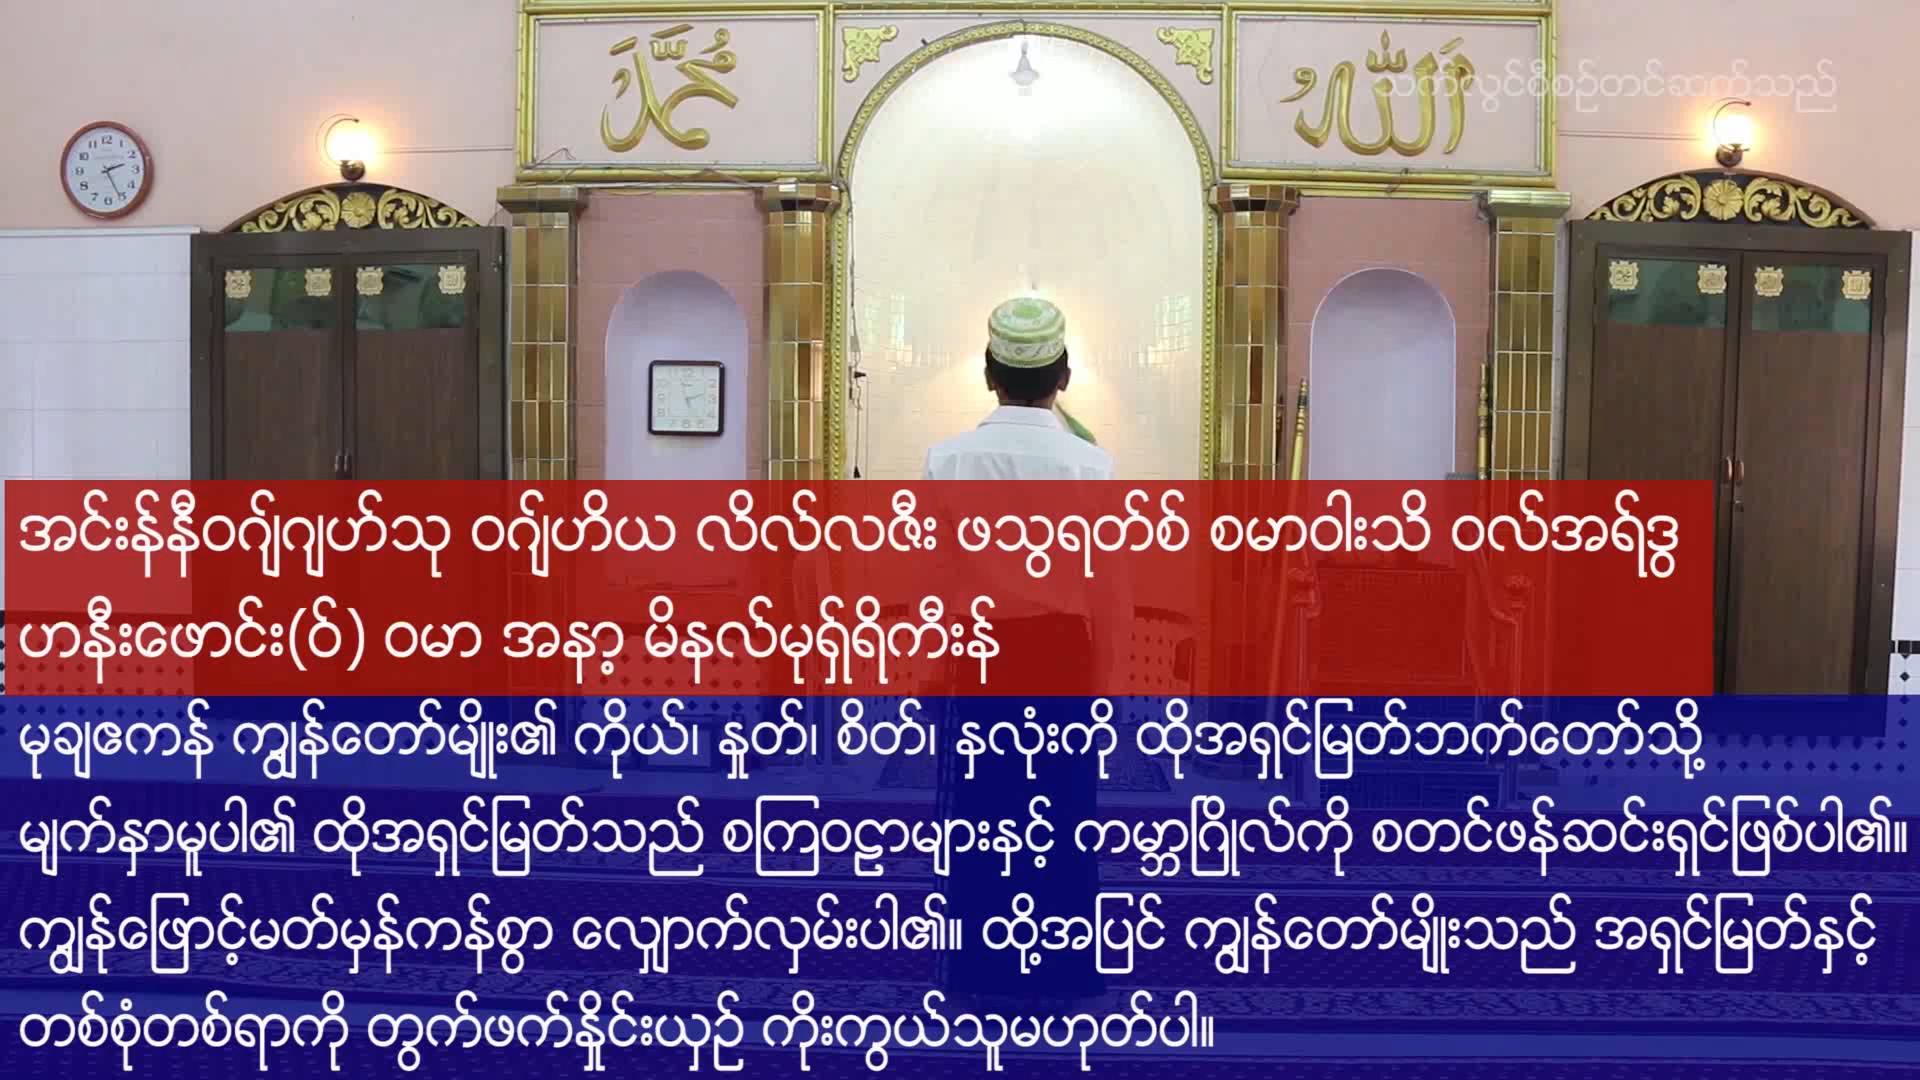 محمد
الله
သက်လွင်စီစဉ်တင်ဆက်သည်
အင်းန်နီဝဂျ်ဂျဟ်သု ဝဂျ်ဟိယ လိလ်လဇီး ဖသွရတ်စ် စမာဝါးသိ ဝလ်အရ်ဒွ
ဟနီးဖောင်း(ဝ်) ဝမာ အနာ့ မိနလ်မုရှ်ရိကီးန်
မုချဧကန် ကျွန်တော်မျိုး၏ ကိုယ်၊ နှုတ်၊ စိတ်၊ နှလုံးကို ထိုအရှင်မြတ်ဘက်တော်သို့
မျက်နှာမူပါ၏ ထိုအရှင်မြတ်သည် စကြဝဠာများနှင့် ကမ္ဘာဂြိုလ်ကို စတင်ဖန်ဆင်းရှင်ဖြစ်ပါ၏။
ကျွန်ဖြောင့်မတ်မှန်ကန်စွာ လျှောက်လှမ်းပါ၏။ ထို့အပြင် ကျွန်တော်မျိုးသည် အရှင်မြတ်နှင့်
တစ်စုံတစ်ရာကို တွက်ဖက်နှိုင်းယှဉ် ကိုးကွယ်သူမဟုတ်ပါ။